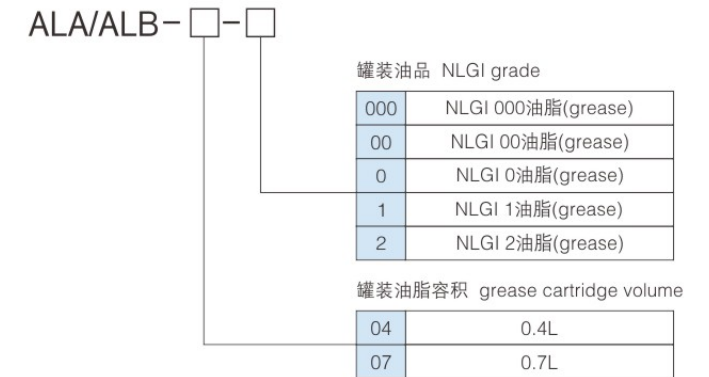 ALA/ALB-□-□
罐装油品 NLGI grade
000 NLGI 000油脂(grease)
00 NLGI 00油脂(grease)
0 NLGI 0油脂(grease)
1 NLGI 1油脂(grease)
2 NLGI 2油脂(grease)
罐装油脂容积 grease cartridge volume
04 0.4L
07 0.7L